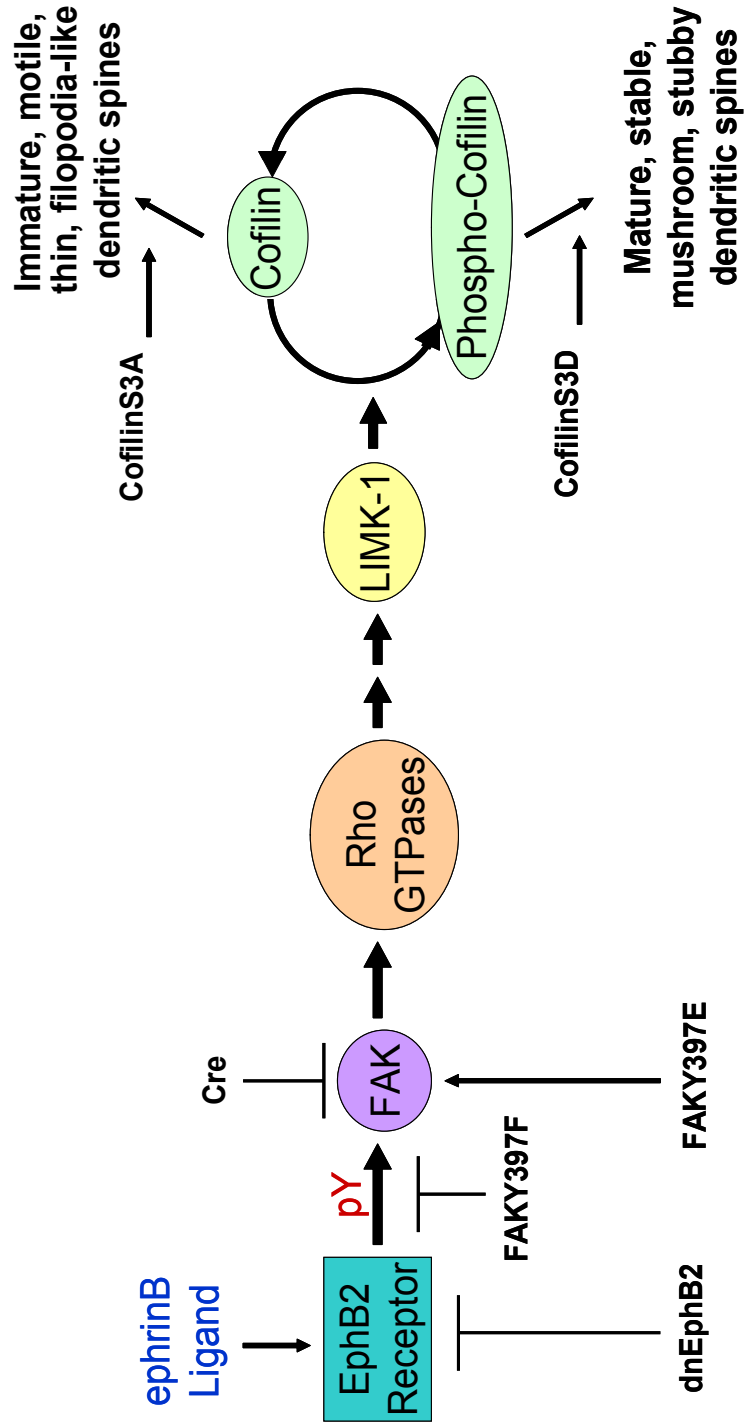 ephrinB
Ligand
EphB2
Receptor
dnEphB2
pY
FAKY397F
Cre
FAK
FAKY397E
Rho
GTPases
LIMK-1
CofilinS3A
Immature, motile,
thin, filopodia-like
dendritic spines
Cofilin
Phospho-Cofilin
CofilinS3D
Mature, stable,
mushroom, stubby
dendritic spines